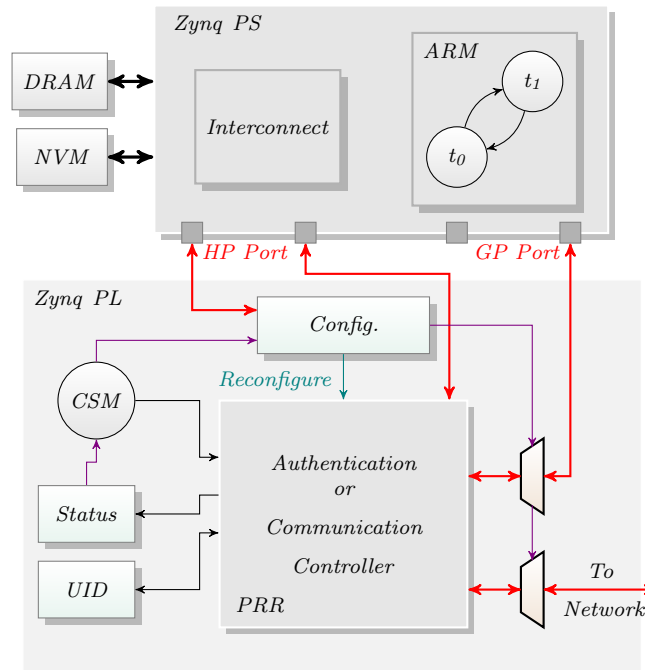 Zynq PS
ARM
DRAM
t1
Interconnect
NVM
t0
HP Port
GP Port
Zynq PL
Config.
Reconfigure
CSM
Authentication
or
Status
Communication
Controller
UID
To
PRR
Network